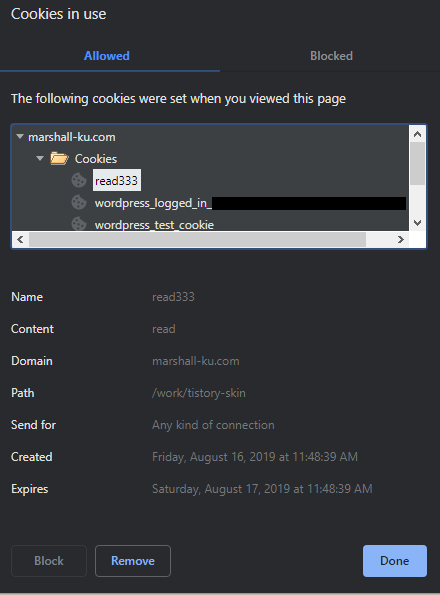 Cookies in use
Allowed Blocked
The following cookies were set when you viewed this page
marshall-ku.com
Cookies
read333
wordpress_logged_in_
wordpress_test_cookie
Name read333
Content read
Domain marshall-ku.com
Path /work/tistory-skin
Send for Any kind of connection
Created Friday, August 16, 2019 at 11:48:39 AM
Expires Saturday, August 17, 2019 at 11:48:39 AM
Block Remove Done